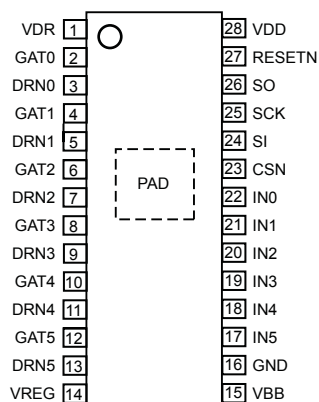 VDR 1 28 VDD
GAT0 2 27 RESETN
DRN0 3 26 SO
GAT1 4 25 SCK
DRN1 5 24 SI
GAT2 6 23 CSN
DRN2 7 PAD 22 IN0
GAT3 8 21 IN1
DRN3 9 20 IN2
GAT4 10 19 IN3
DRN4 11 18 IN4
GAT5 12 17 IN5
DRN5 13 16 GND
VREG 14 15 VBB